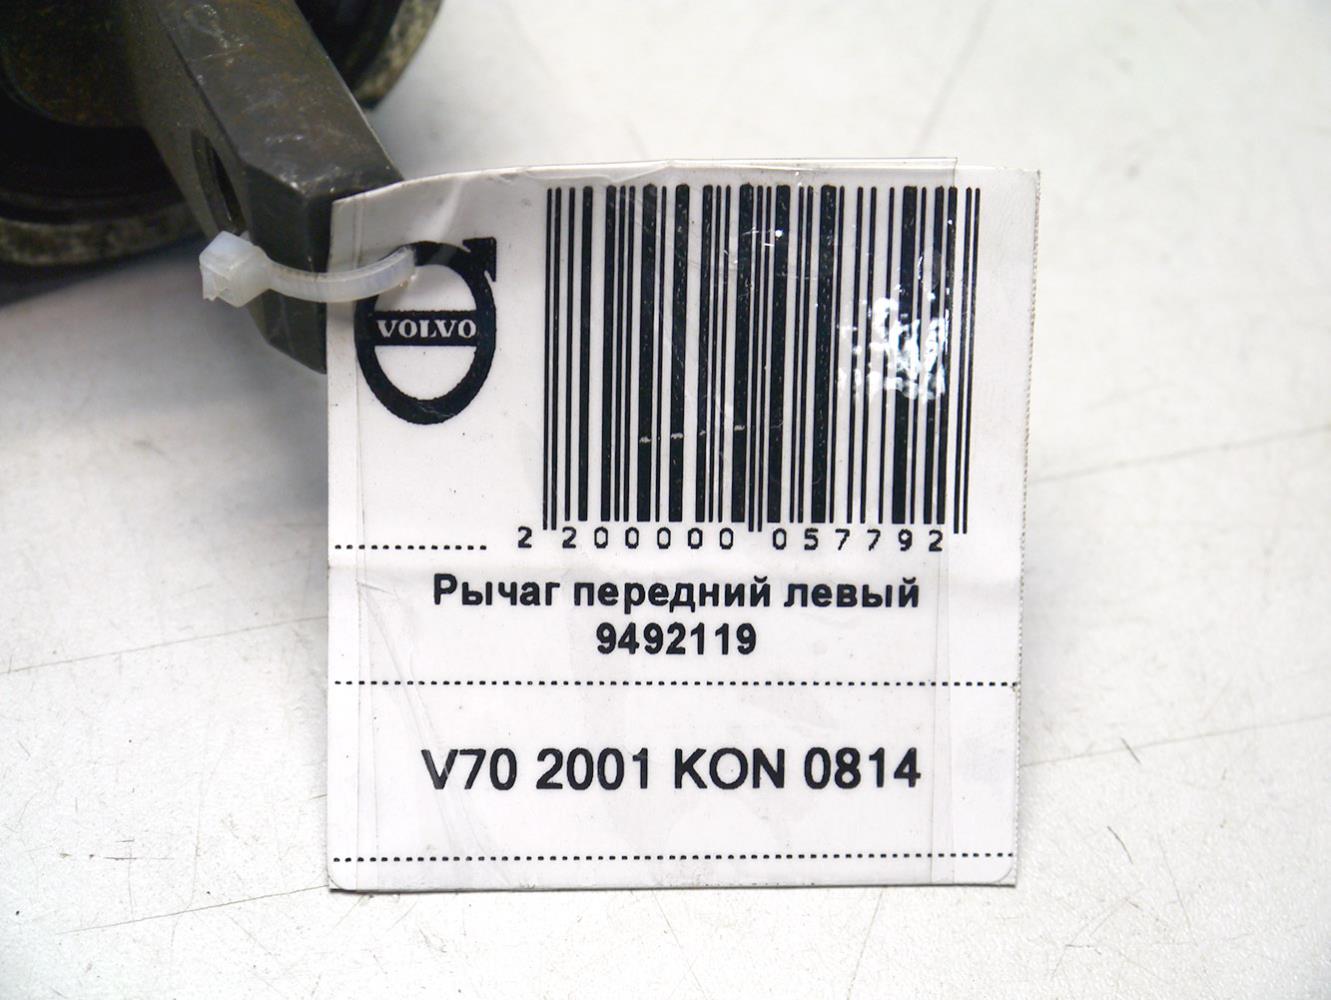 VOLVO
2 200000 057792
Рычаг передний левый
9492119
V70 2001 KON 0814